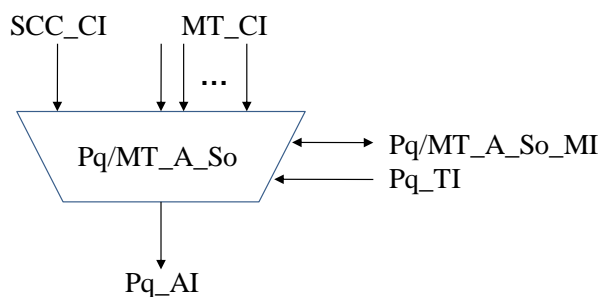 SCC_CI MT_CI
...
Pq/MT_A_So
Pq/MT_A_So_MI
Pq_TI
Pq_AI